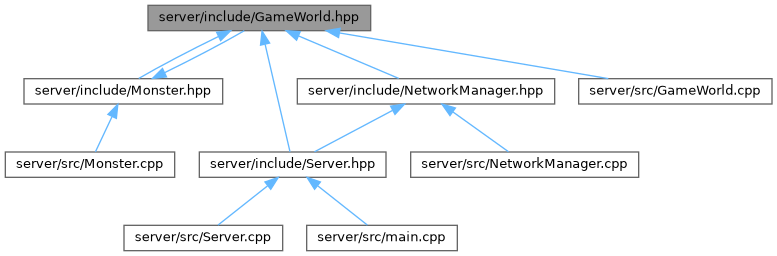 server/include/GameWorld.hpp
server/include/Monster.hpp
server/include/NetworkManager.hpp
server/src/GameWorld.cpp
server/src/Monster.cpp
server/include/Server.hpp
server/src/NetworkManager.cpp
server/src/Server.cpp
server/src/main.cpp